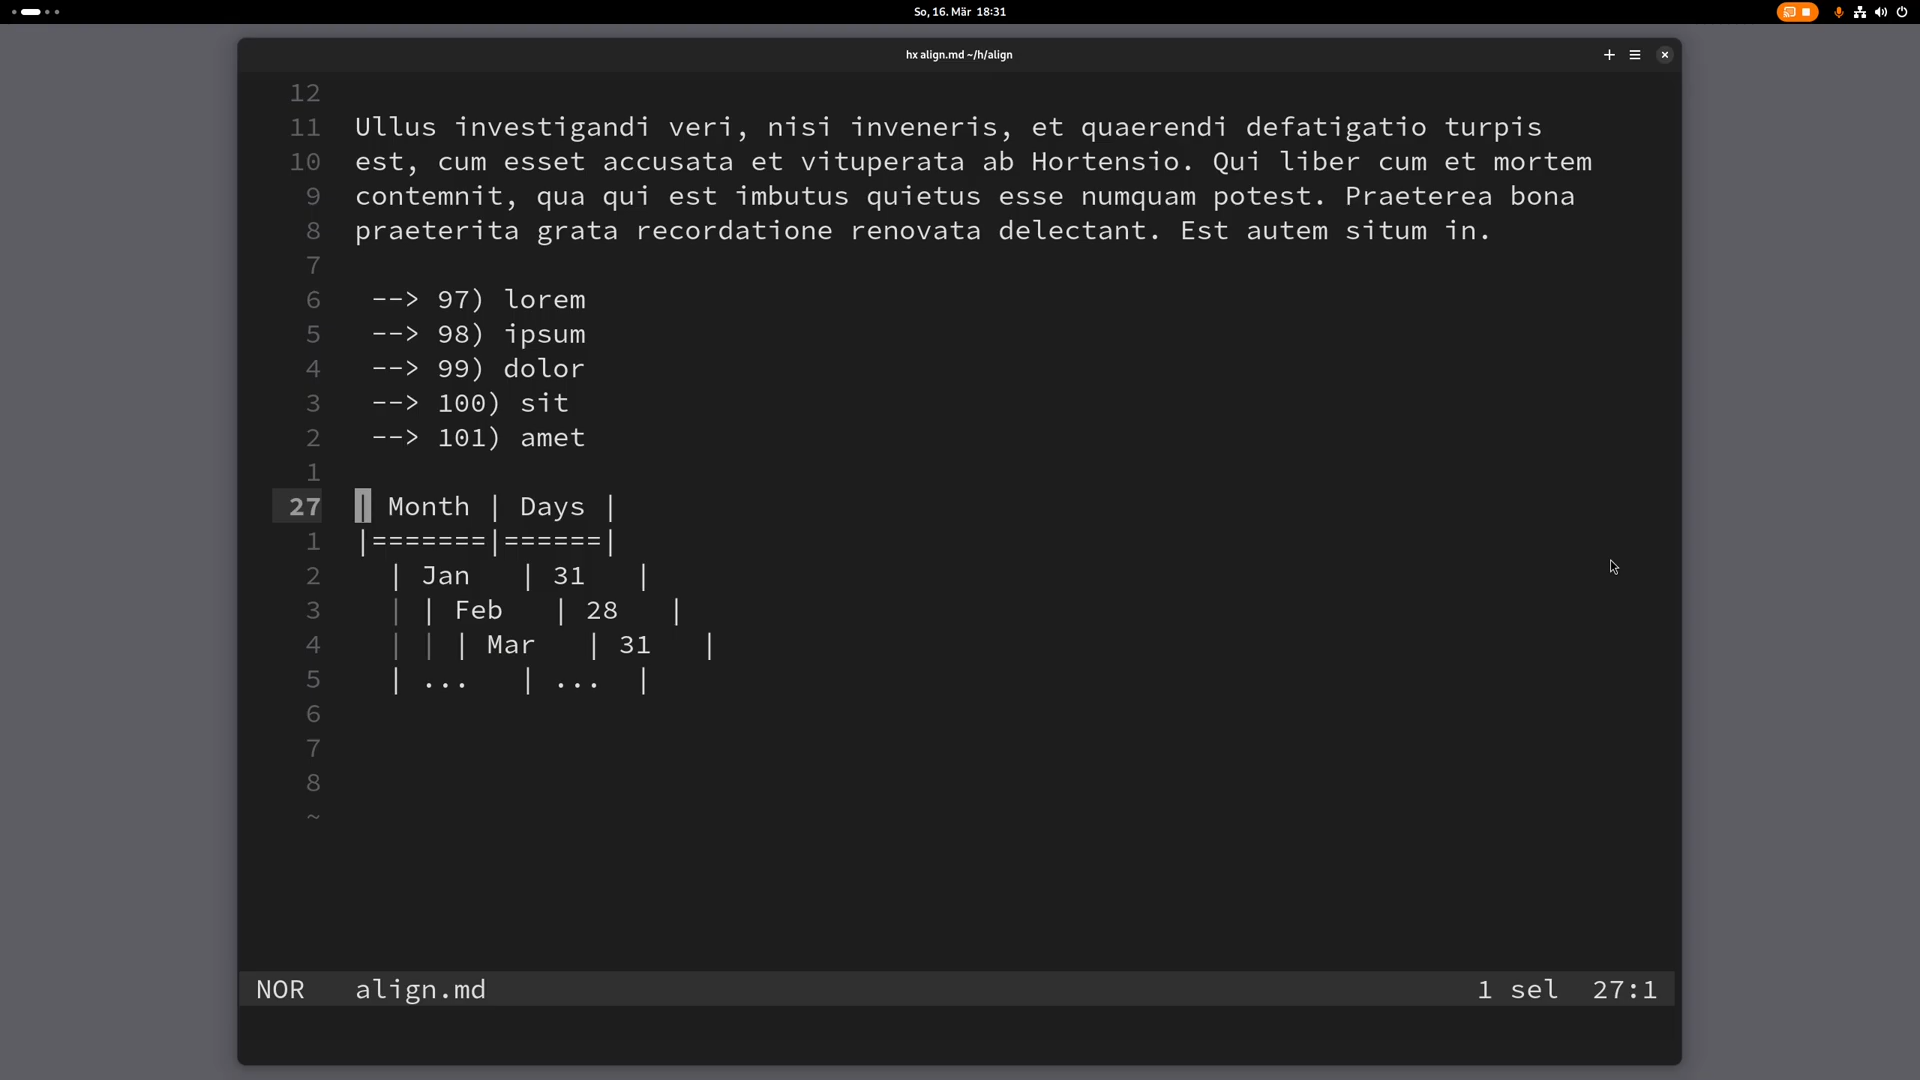 So, 16. Mär 18:31
hx align.md ~/h/align
12
11 Ullus investigandi veri, nisi inveneris, et quaerendi defatigatio turpis
10 est, cum esset accusata et vituperata ab Hortensio. Qui liber cum et mortem
9 contemnit, qua qui est imbutus quietus esse numquam potest. Praeterea bona
8 praeterita grata recordatione renovata delectant. Est autem situm in.
7
6 --> 97) lorem
5 --> 98) ipsum
4 --> 99) dolor
3 --> 100) sit
2 --> 101) amet
1
27 | Month | Days |
1 |=======|======|
2 | Jan | 31 |
3 | | Feb | 28 |
4 | | | Mar | 31 |
5 | ... | ... |
6
7
8
~
NOR align.md 1 sel 27:1